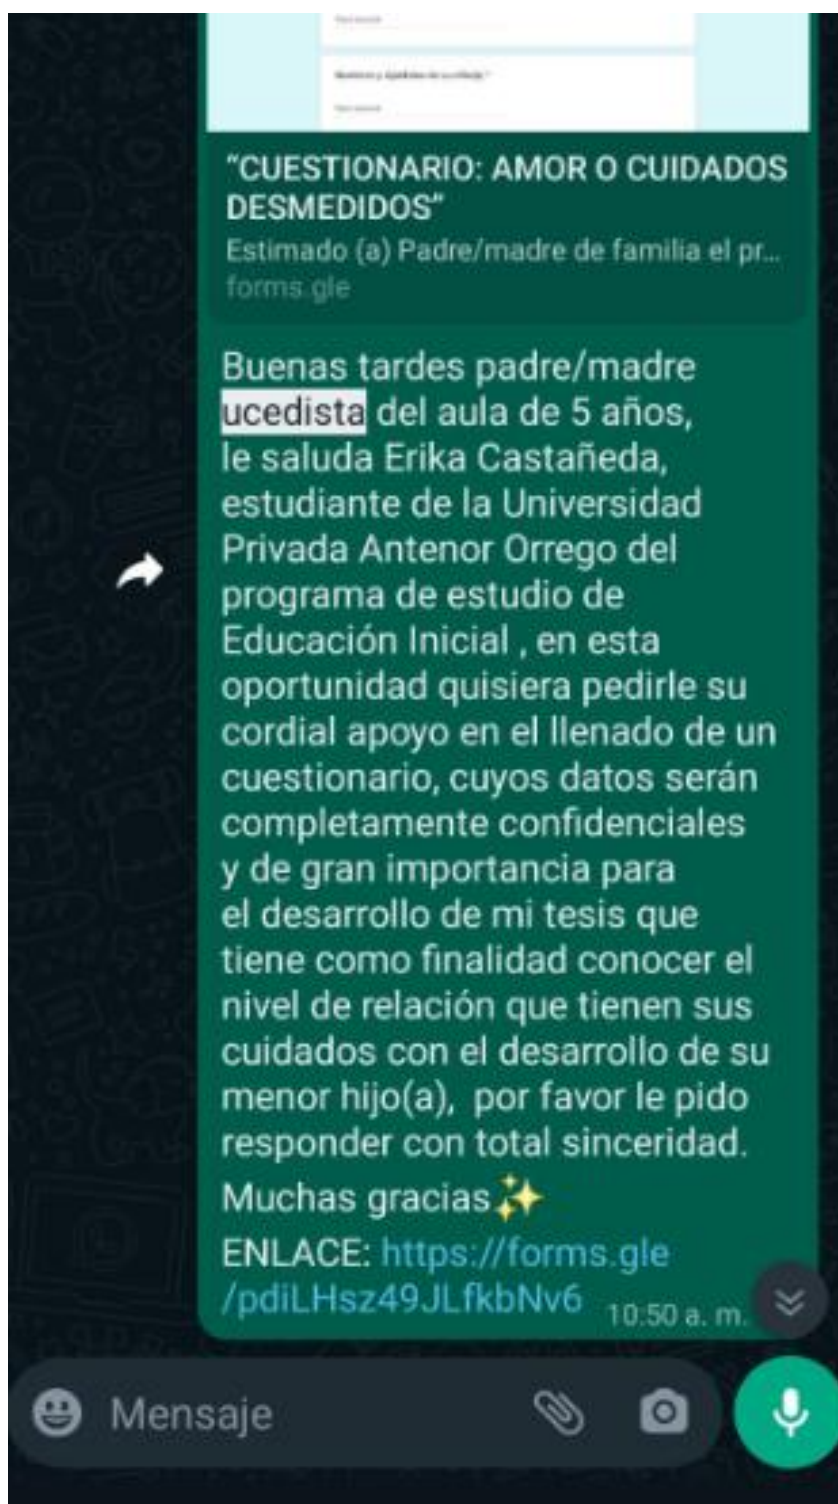 "CUESTIONARIO: AMOR O CUIDADOS
DESMEDIDOS"
Estimado (a) Padre/madre de familia el pr...
forms.gle
Buenas tardes padre/madre
ucedista del aula de 5 años,
le saluda Erika Castañeda,
estudiante de la Universidad
Privada Antenor Orrego del
programa de estudio de
Educación Inicial , en esta
oportunidad quisiera pedirle su
cordial apoyo en el llenado de un
cuestionario, cuyos datos serán
completamente confidenciales
y de gran importancia para
el desarrollo de mi tesis que
tiene como finalidad conocer el
nivel de relación que tienen sus
cuidados con el desarrollo de su
menor hijo(a),  por favor le pido
responder con total sinceridad.
Muchas gracias✨
ENLACE: https://forms.gle
/pdiLHsz49JLfkbNv6 10:50 a. m.
Mensaje